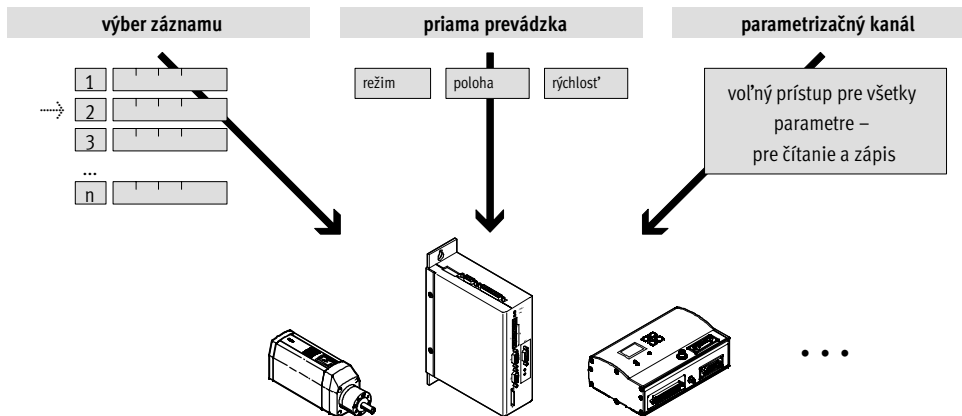 výber záznamu
1
2
3
...
n
priama prevádzka
režim
poloha
rýchlosť
parametrizačný kanál
voľný prístup pre všetky
parametre –
pre čítanie a zápis
• • •